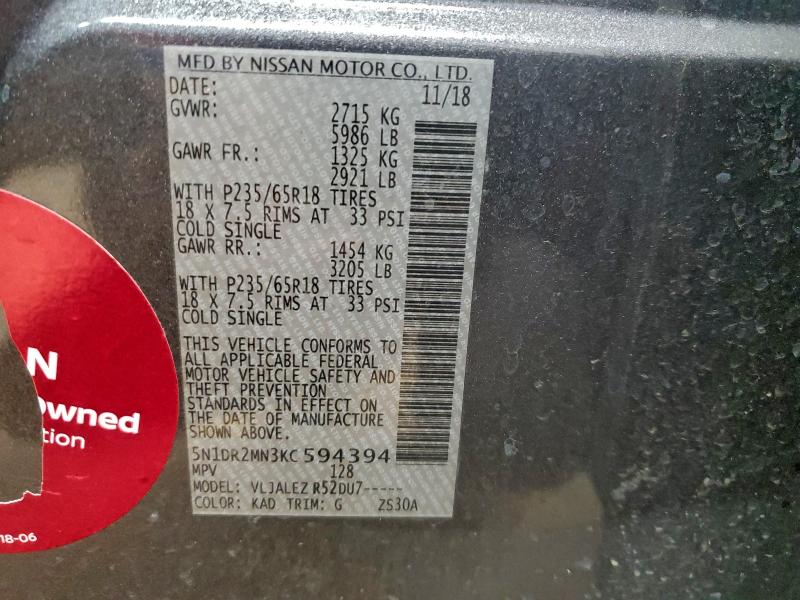 MFD BY NISSAN MOTOR CO., LTD.
DATE: 11/18
GVWR: 2715 KG
5986 LB
GAWR FR.: 1325 KG
2921 LB
WITH P235/65R18 TIRES
18 X 7.5 RIMS AT 33 PSI
COLD SINGLE
GAWR RR.: 1454 KG
3205 LB
WITH P235/65R18 TIRES
18 X 7.5 RIMS AT 33 PSI
COLD SINGLE
THIS VEHICLE CONFORMS TO
ALL APPLICABLE FEDERAL
MOTOR VEHICLE SAFETY AND
THEFT PREVENTION
STANDARDS IN EFFECT ON
THE DATE OF MANUFACTURE
SHOWN ABOVE.
5N1DR2MN3KC 594394
MPV 128
MODEL: VLJALEZ R52DU7-----
COLOR: KAD TRIM: G ZS30A
N
owned
tion
18-06